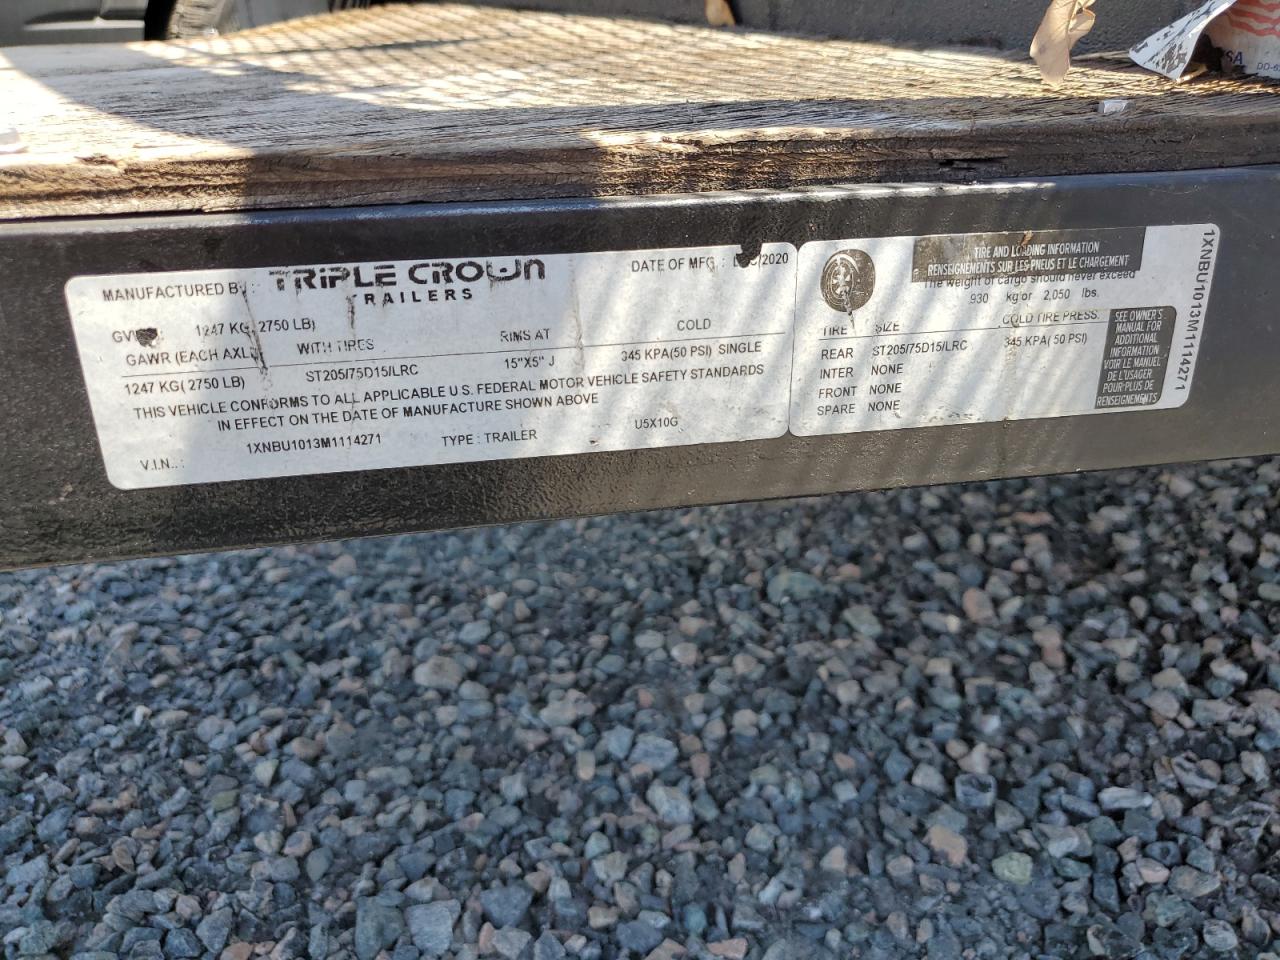 MANUFACTURED BY: TRIPLE CROWN
TRAILERS
DATE OF MFG. : /2020
1247 KG( 2750 LB)
GAWR (EACH AXLE) WITH TIRES RIMS AT COLD
1247 KG( 2750 LB) ST205/75D15/LRC 15"X5" J 345 KPA(50 PSI) SINGLE
THIS VEHICLE CONFORMS TO ALL APPLICABLE U.S. FEDERAL MOTOR VEHICLE SAFETY STANDARDS
IN EFFECT ON THE DATE OF MANUFACTURE SHOWN ABOVE
V.I.N.. : 1XNBU1013M1114271 TYPE : TRAILER U5X10G
TIRE AND LOADING INFORMATION
RENSEIGNEMENTS SUR LES PNEUS ET LE CHARGEMENT
The weight of cargo should never exceed
930 kg or 2,050 lbs.
TIRE SIZE COLD TIRE PRESS.
REAR ST205/75D15/LRC 345 KPA( 50 PSI)
INTER NONE
FRONT NONE
SPARE NONE
SEE OWNER'S
MANUAL FOR
ADDITIONAL
INFORMATION
VOIR LE MANUEL
DE L'USAGER
POUR PLUS DE
RENSEIGNEMENTS
1XNBU1013M1114271